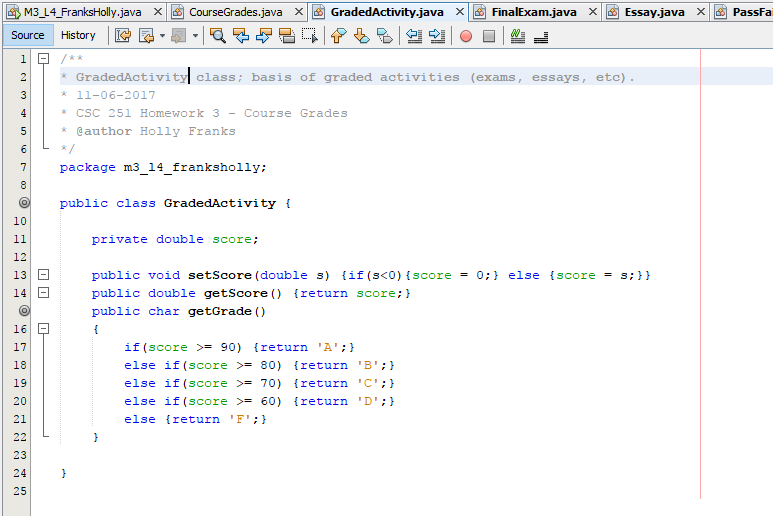 M3_L4_FranksHolly.java CourseGrades.java GradedActivity.java FinalExam.java Essay.java
Source History
1 /**
2 * GradedActivity class; basis of graded activities (exams, essays, etc).
3 * 11-06-2017
4 * CSC 251 Homework 3 - Course Grades
5 * @author Holly Franks
6 */
7 package m3_l4_franksholly;
8
public class GradedActivity {
10
11 private double score;
12
13 public void setScore(double s) {if(s<0){score = 0;} else {score = s;}}
14 public double getScore() {return score;}
public char getGrade()
16 {
17 if(score >= 90) {return 'A';}
18 else if(score >= 80) {return 'B';}
19 else if(score >= 70) {return 'C';}
20 else if(score >= 60) {return 'D';}
21 else {return 'F';}
22 }
23
24 }
25